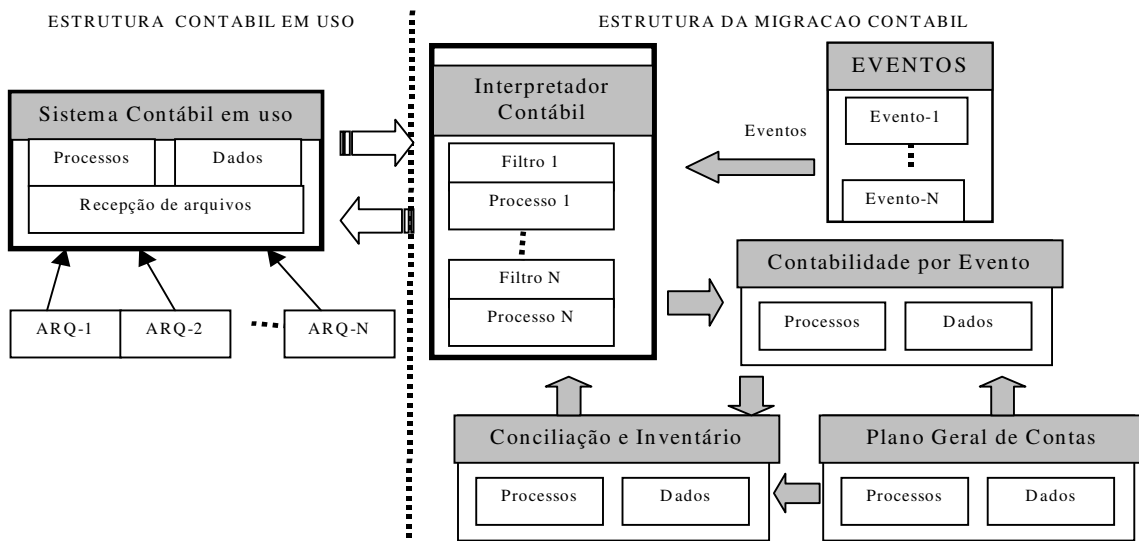 ESTRUTURA CONTABIL EM USO
ESTRUTURA DA MIGRACAO CONTABIL
Sistema Contábil em uso
Processos
Dados
Recepção de arquivos
ARQ-1
ARQ-2
ARQ-N
Interpretador
Contábil
Filtro 1
Processo 1
Filtro N
Processo N
Eventos
EVENTOS
Evento-1
Evento-N
Contabilidade por Evento
Processos
Dados
Conciliação e Inventário
Processos
Dados
Plano Geral de Contas
Processos
Dados